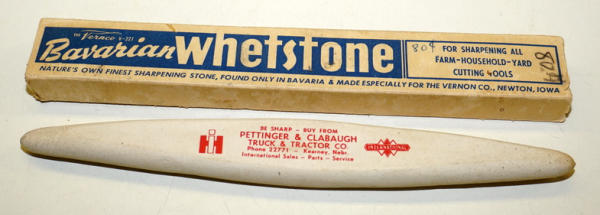 THE Vernco V-221
Bavarian Whetstone
NATURE'S OWN FINEST SHARPENING STONE, FOUND ONLY IN BAVARIA & MADE ESPECIALLY FOR THE VERNON CO., NEWTON, IOWA
80¢
FOR SHARPENING ALL
FARM-HOUSEHOLD-YARD
CUTTING TOOLS
BE SHARP - BUY FROM
PETTINGER & CLABAUGH
TRUCK & TRACTOR CO.
Phone 22771 - Kearney, Nebr.
International Sales - Parts - Service
IH
INTERNATIONAL